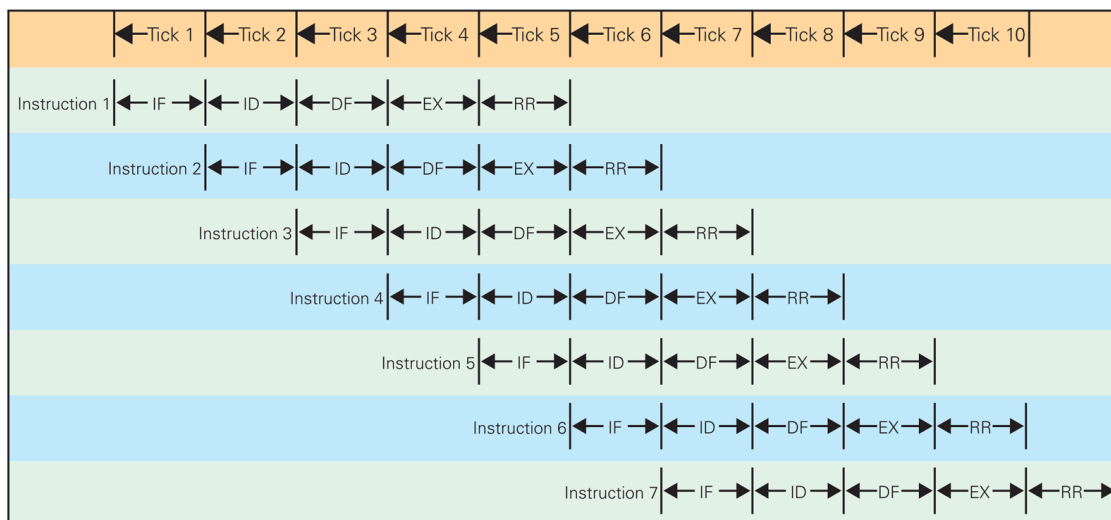 Tick 1 Tick 2 Tick 3 Tick 4 Tick 5 Tick 6 Tick 7 Tick 8 Tick 9 Tick 10
Instruction 1 IF ID DF EX RR
Instruction 2 IF ID DF EX RR
Instruction 3 IF ID DF EX RR
Instruction 4 IF ID DF EX RR
Instruction 5 IF ID DF EX RR
Instruction 6 IF ID DF EX RR
Instruction 7 IF ID DF EX RR